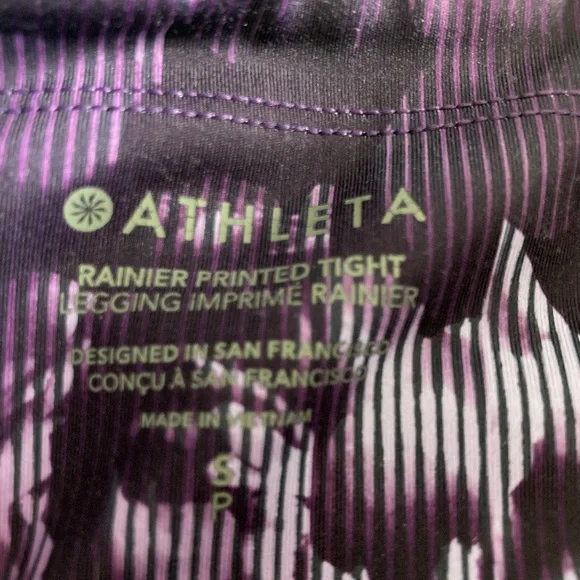 ATHLETA
RAINIER PRINTED TIGHT
LEGGING IMPRIMÉ RAINIER
DESIGNED IN SAN FRANCISCO
CONÇU À SAN FRANCISCO
MADE IN VIETNAM
S
P